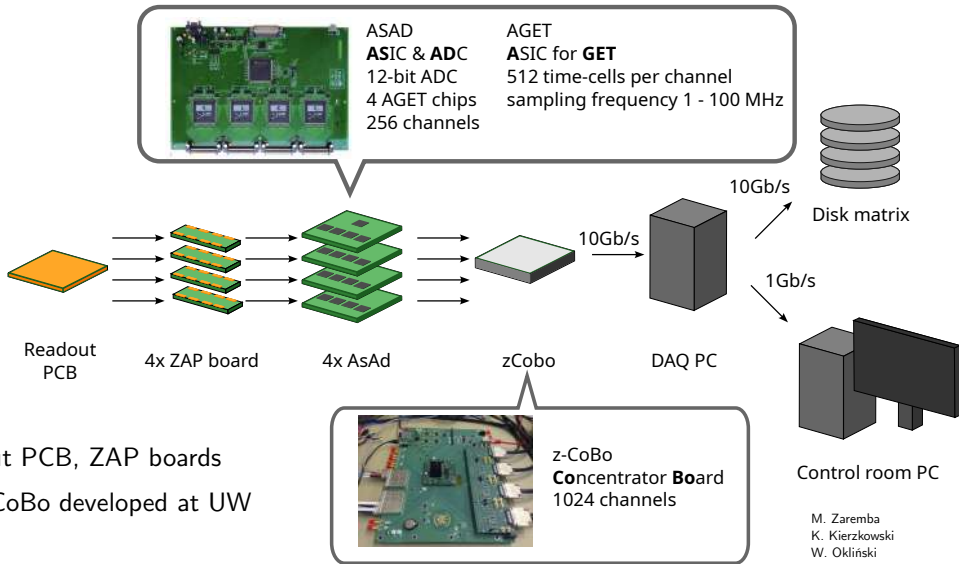 ASAD
ASIC & ADC
12-bit ADC
4 AGET chips
256 channels
AGET
ASIC for GET
512 time-cells per channel
sampling frequency 1 - 100 MHz
10Gb/s
Disk matrix
10Gb/s
1Gb/s
Readout
PCB
4x ZAP board
4x AsAd
zCobo
DAQ PC
Control room PC
PCB, ZAP boards
CoBo developed at UW
z-CoBo
Concentrator Board
1024 channels
M. Zaremba
K. Kierzkowski
W. Okliński